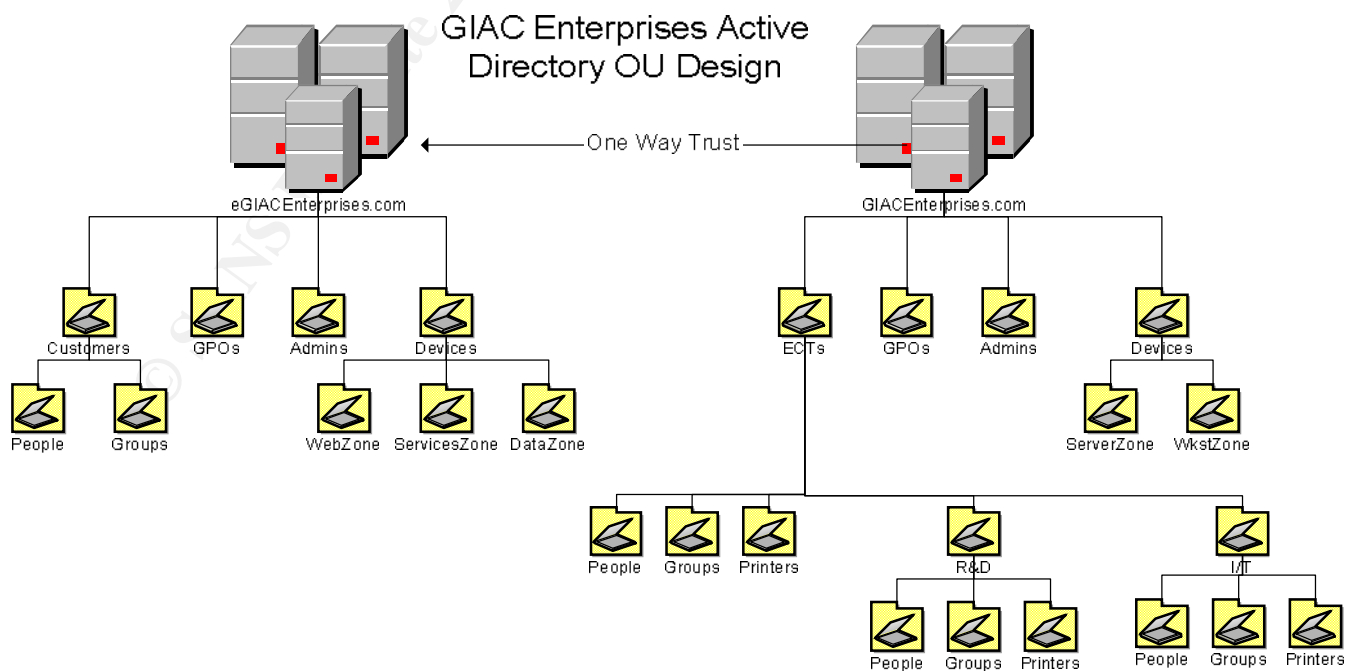 GIAC Enterprises Active
Directory OU Design
One Way Trust
eGIACEnterprises.com
GIACEnterprises.com
Customers
GPOs
Admins
Devices
ECTs
GPOs
Admins
Devices
People
Groups
WebZone
ServicesZone
DataZone
ServerZone
WkstZone
People
Groups
Printers
R&D
I/T
People
Groups
Printers
People
Groups
Printers